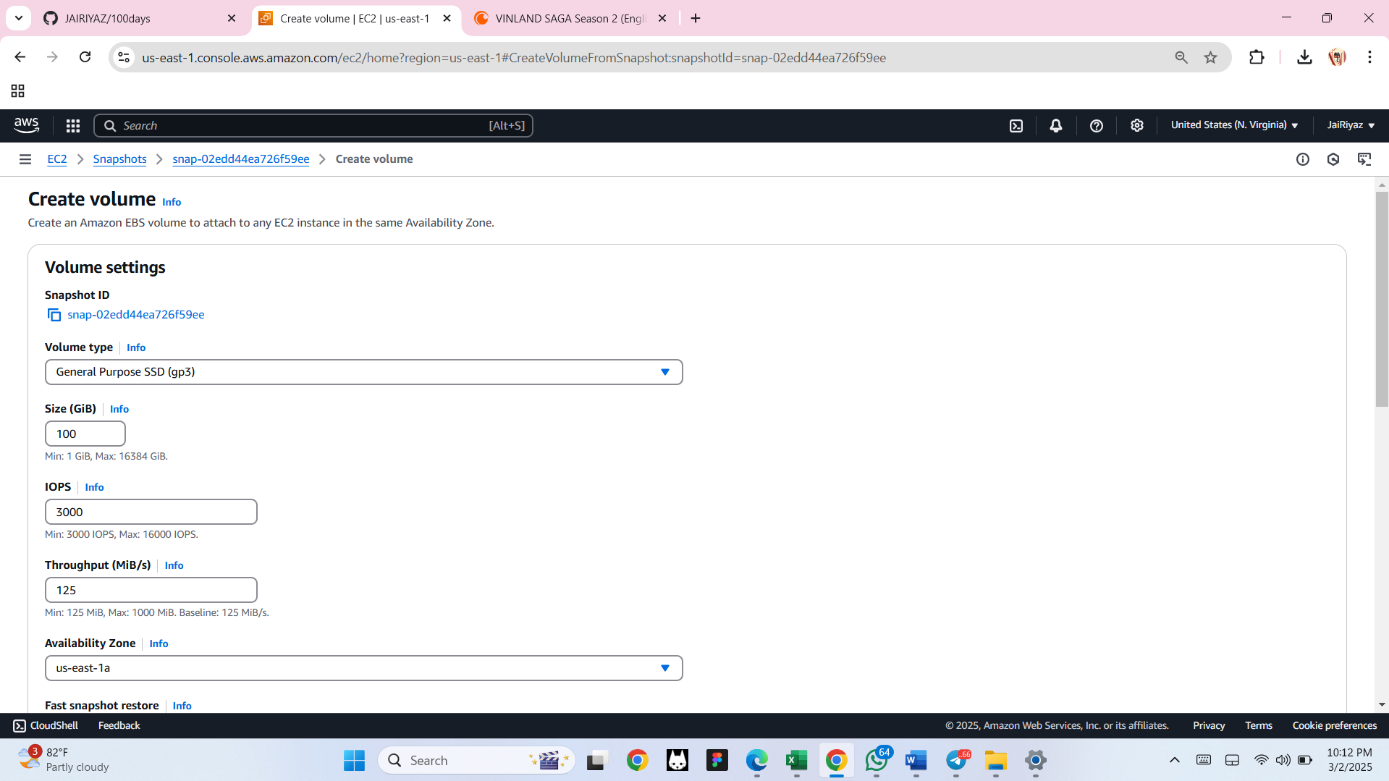 JAIRIYAZ/100days
Create volume | EC2 | us-east-1
VINLAND SAGA Season 2 (Engl
us-east-1.console.aws.amazon.com/ec2/home?region=us-east-1#CreateVolumeFromSnapshot:snapshotId=snap-02edd44ea726f59ee
aws
Search
[Alt+S]
United States (N. Virginia)
JaiRiyaz
EC2
Snapshots
snap-02edd44ea726f59ee
Create volume
Create volume Info
Create an Amazon EBS volume to attach to any EC2 instance in the same Availability Zone.
Volume settings
Snapshot ID
snap-02edd44ea726f59ee
Volume type Info
General Purpose SSD (gp3)
Size (GiB) Info
100
Min: 1 GiB, Max: 16384 GiB.
IOPS Info
3000
Min: 3000 IOPS, Max: 16000 IOPS.
Throughput (MiB/s) Info
125
Min: 125 MiB, Max: 1000 MiB. Baseline: 125 MiB/s.
Availability Zone Info
us-east-1a
Fast snapshot restore Info
CloudShell
Feedback
© 2025, Amazon Web Services, Inc. or its affiliates.
Privacy
Terms
Cookie preferences
3
82°F
Partly cloudy
Search
64
66
10:12 PM
3/2/2025